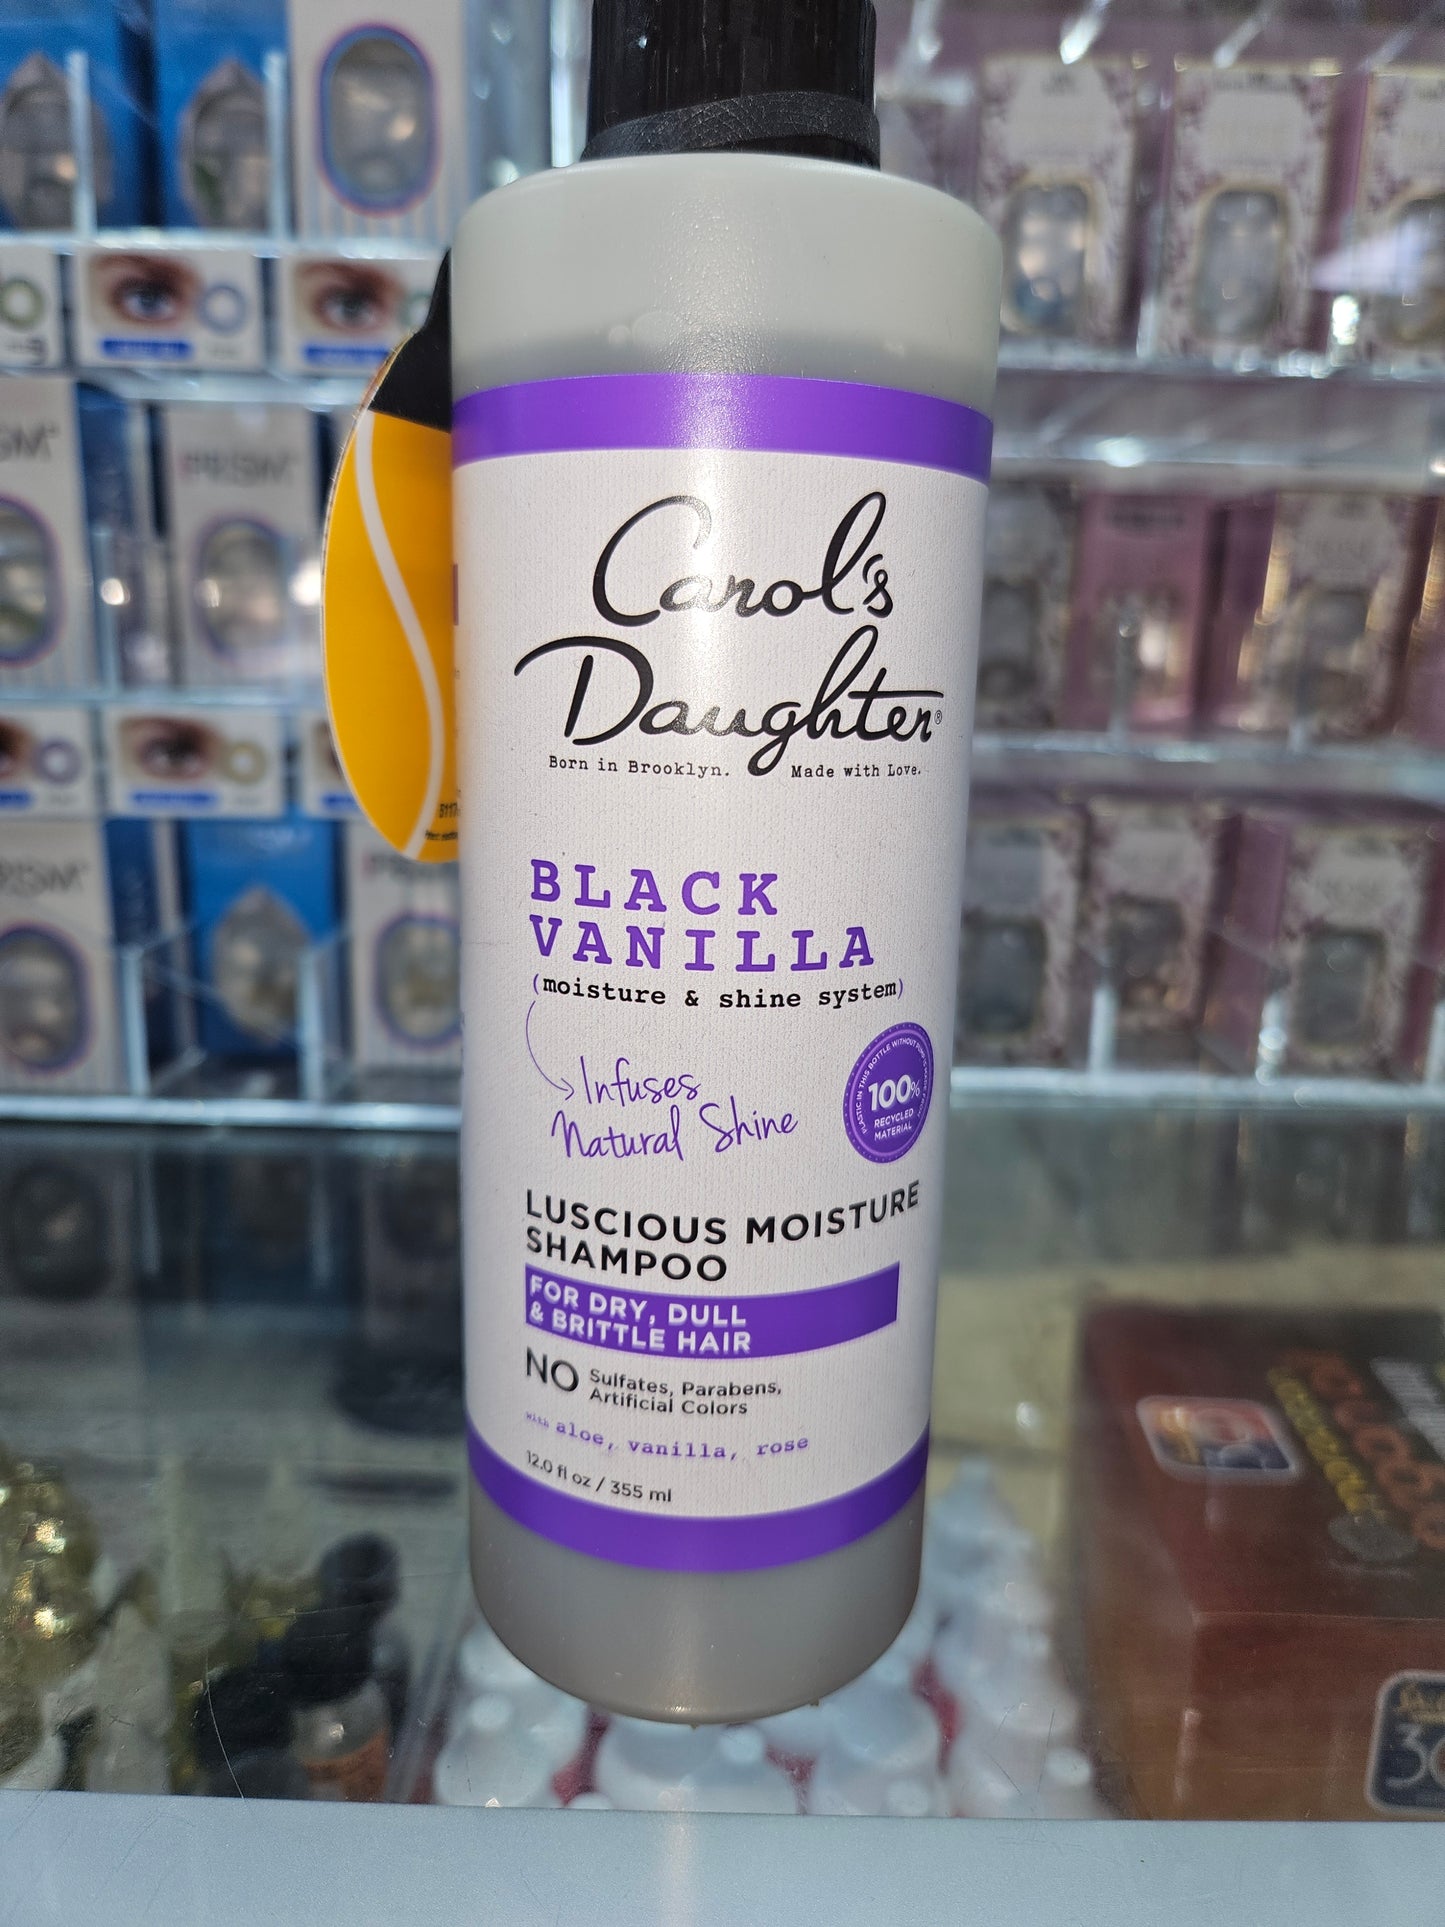 Carol's
Daughter®
Born in Brooklyn. Made with Love.
BLACK
VANILLA
(moisture & shine system)
Infuses
Natural Shine
100%
RECYCLED
MATERIAL
LUSCIOUS MOISTURE
SHAMPOO
FOR DRY, DULL
& BRITTLE HAIR
NO Sulfates, Parabens,
Artificial Colors
with aloe, vanilla, rose
12.0 fl oz / 355 ml
PRISM